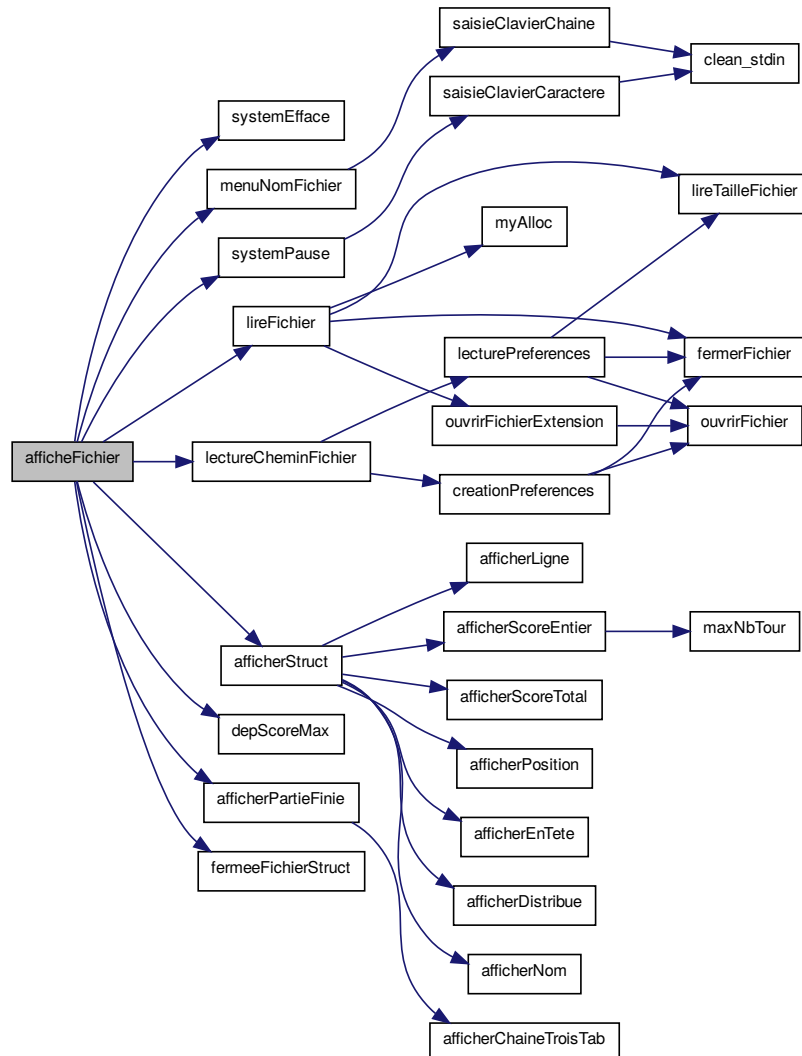 saisieClavierChaine
clean_stdin
saisieClavierCaractere
systemEfface
menuNomFichier
lireTailleFichier
myAlloc
systemPause
lireFichier
lecturePreferences
fermerFichier
ouvrirFichierExtension
ouvrirFichier
afficheFichier
lectureCheminFichier
creationPreferences
afficherLigne
afficherScoreEntier
maxNbTour
afficherStruct
afficherScoreTotal
depScoreMax
afficherPosition
afficherPartieFinie
afficherEnTete
fermeeFichierStruct
afficherDistribue
afficherNom
afficherChaineTroisTab